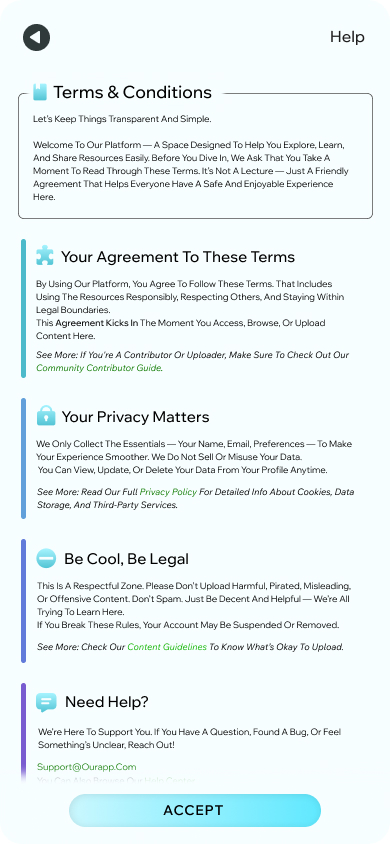 Help
Terms & Conditions
Let's Keep Things Transparent And Simple.
Welcome To Our Platform — A Space Designed To Help You Explore, Learn,
And Share Resources Easily. Before You Dive In, We Ask That You Take A
Moment To Read Through These Terms. It's Not A Lecture — Just A Friendly
Agreement That Helps Everyone Have A Safe And Enjoyable Experience
Here.
Your Agreement To These Terms
By Using Our Platform, You Agree To Follow These Terms. That Includes
Using The Resources Responsibly, Respecting Others, And Staying Within
Legal Boundaries.
This Agreement Kicks In The Moment You Access, Browse, Or Upload
Content Here.
See More: If You're A Contributor Or Uploader, Make Sure To Check Out Our
Community Contributor Guide.
Your Privacy Matters
We Only Collect The Essentials — Your Name, Email, Preferences — To Make
Your Experience Smoother. We Do Not Sell Or Misuse Your Data.
You Can View, Update, Or Delete Your Data From Your Profile Anytime.
See More: Read Our Full Privacy Policy For Detailed Info About Cookies, Data
Storage, And Third-Party Services.
Be Cool, Be Legal
This Is A Respectful Zone. Please Don't Upload Harmful, Pirated, Misleading,
Or Offensive Content. Don't Spam. Just Be Decent And Helpful — We're All
Trying To Learn Here.
If You Break These Rules, Your Account May Be Suspended Or Removed.
See More: Check Our Content Guidelines To Know What's Okay To Upload.
Need Help?
We're Here To Support You. If You Have A Question, Found A Bug, Or Feel
Something's Unclear, Reach Out!
Support@Ourapp.Com
You Can Also Browse Our Help Center
ACCEPT